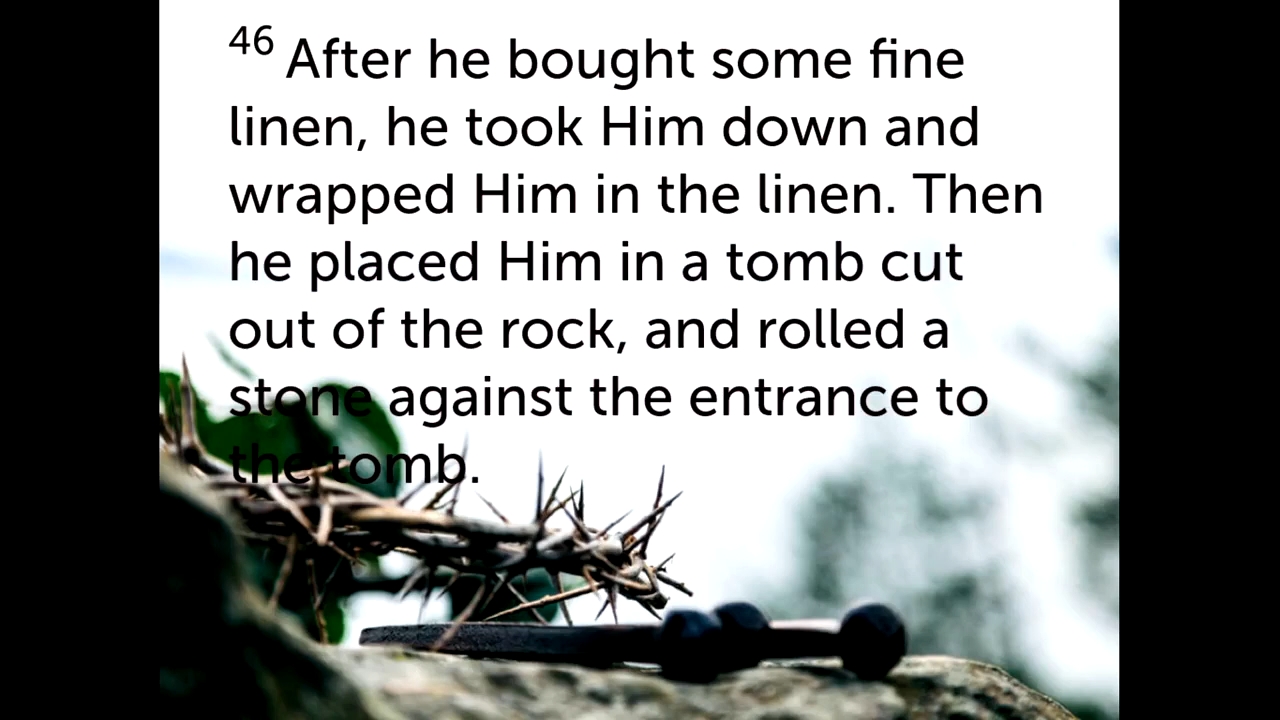 46 After he bought some fine
linen, he took Him down and
wrapped Him in the linen. Then
he placed Him in a tomb cut
out of the rock, and rolled a
stone against the entrance to
the tomb.